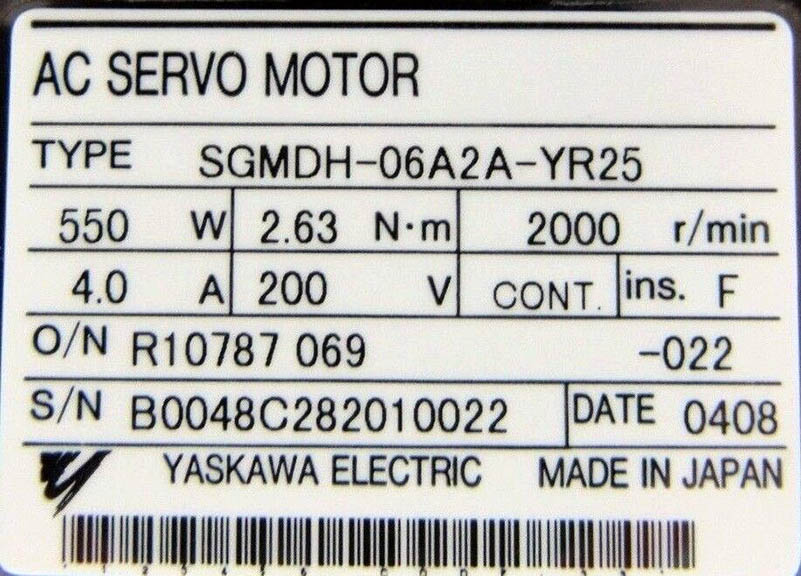 AC SERVO MOTOR
TYPE SGMDH-06A2A-YR25
550 W 2.63 N·m 2000 r/min
4.0 A 200 V CONT. ins. F
O/N R10787 069 -022
S/N B0048C282010022 DATE 0408
YASKAWA ELECTRIC MADE IN JAPAN